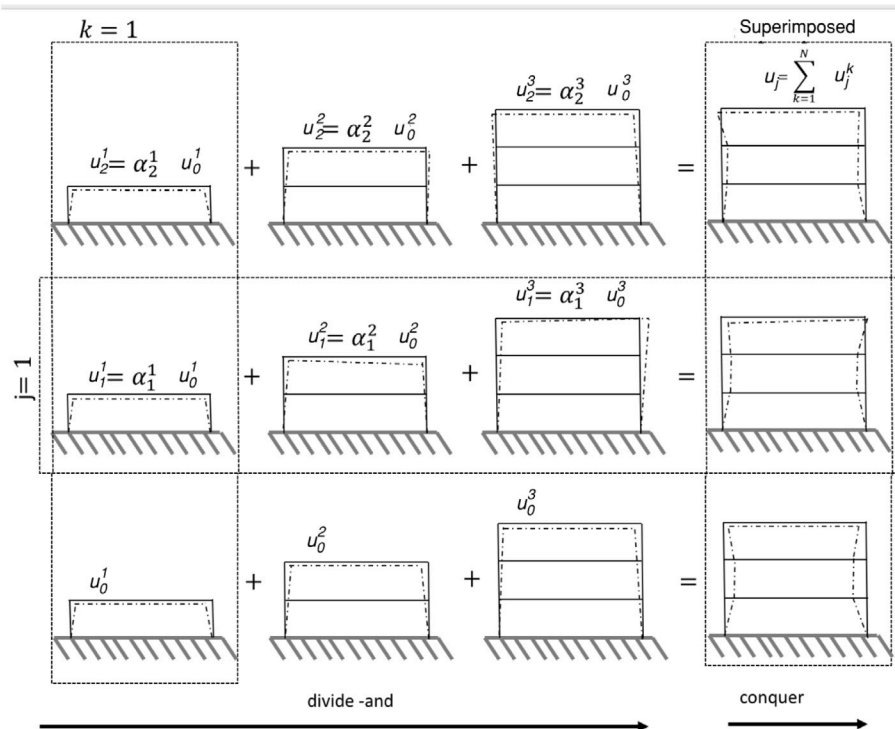 k = 1
Superimposed
u_j= \sum_{k=1}^{N} u_j^k
u_2^1= α_2^1 u_0^1
+
u_2^2= α_2^2 u_0^2
+
u_2^3= α_2^3 u_0^3
=
j= 1
u_1^1= α_1^1 u_0^1
+
u_1^2= α_1^2 u_0^2
+
u_1^3= α_1^3 u_0^3
=
u_0^1
+
u_0^2
+
u_0^3
=
divide -and
conquer